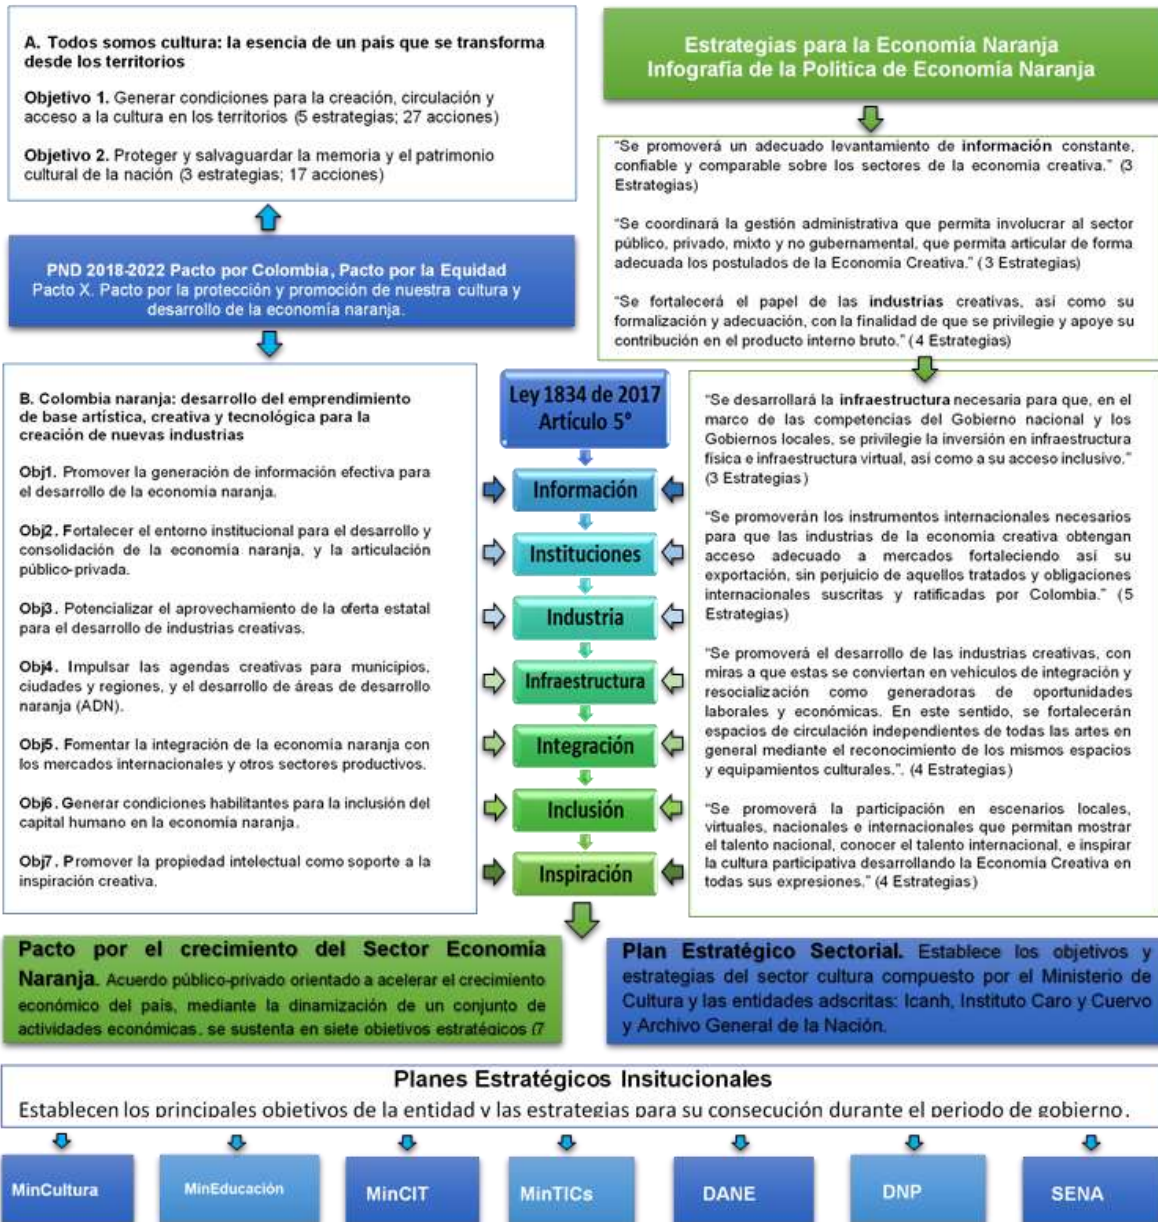 A. Todos somos cultura: la esencia de un país que se transforma
desde los territorios
Objetivo 1. Generar condiciones para la creación, circulación y
acceso a la cultura en los territorios (5 estrategias; 27 acciones)
Objetivo 2. Proteger y salvaguardar la memoria y el patrimonio
cultural de la nación (3 estrategias; 17 acciones)
PND 2018-2022 Pacto por Colombia, Pacto por la Equidad
Pacto X. Pacto por la protección y promoción de nuestra cultura y
desarrollo de la economía naranja.
B. Colombia naranja: desarrollo del emprendimiento
de base artística, creativa y tecnológica para la
creación de nuevas industrias
Obj1. Promover la generación de información efectiva para
el desarrollo de la economía naranja.
Obj2. Fortalecer el entorno institucional para el desarrollo y
consolidación de la economía naranja, y la articulación
público-privada.
Obj3. Potencializar el aprovechamiento de la oferta estatal
para el desarrollo de industrias creativas.
Obj4. Impulsar las agendas creativas para municipios,
ciudades y regiones, y el desarrollo de áreas de desarrollo
naranja (ADN).
Obj5. Fomentar la integración de la economía naranja con
los mercados internacionales y otros sectores productivos.
Obj6. Generar condiciones habilitantes para la inclusión del
capital humano en la economía naranja.
Obj7. Promover la propiedad intelectual como soporte a la
inspiración creativa.
Ley 1834 de 2017
Artículo 5°
Información
Instituciones
Industria
Infraestructura
Integración
Inclusión
Inspiración
Estrategias para la Economía Naranja
Infografía de la Política de Economía Naranja
"Se promoverá un adecuado levantamiento de información constante,
confiable y comparable sobre los sectores de la economía creativa." (3
Estrategias)
"Se coordinará la gestión administrativa que permita involucrar al sector
público, privado, mixto y no gubernamental, que permita articular de forma
adecuada los postulados de la Economía Creativa." (3 Estrategias)
"Se fortalecerá el papel de las industrias creativas, así como su
formalización y adecuación, con la finalidad de que se privilegie y apoye su
contribución en el producto interno bruto." (4 Estrategias)
"Se desarrollará la infraestructura necesaria para que, en el
marco de las competencias del Gobierno nacional y los
Gobiernos locales, se privilegie la inversión en infraestructura
física e infraestructura virtual, así como a su acceso inclusivo."
(3 Estrategias)
"Se promoverán los instrumentos internacionales necesarios
para que las industrias de la economía creativa obtengan
acceso adecuado a mercados fortaleciendo así su
exportación, sin perjuicio de aquellos tratados y obligaciones
internacionales suscritas y ratificadas por Colombia." (5
Estrategias)
"Se promoverá el desarrollo de las industrias creativas, con
miras a que estas se conviertan en vehículos de integración y
resocialización como generadoras de oportunidades
laborales y económicas. En este sentido, se fortalecerán
espacios de circulación independientes de todas las artes en
general mediante el reconocimiento de los mismos espacios
y equipamientos culturales.". (4 Estrategias)
"Se promoverá la participación en escenarios locales,
virtuales, nacionales e internacionales que permitan mostrar
el talento nacional, conocer el talento internacional, e inspirar
la cultura participativa desarrollando la Economía Creativa en
todas sus expresiones." (4 Estrategias)
Pacto por el crecimiento del Sector Economía
Naranja. Acuerdo público-privado orientado a acelerar el crecimiento
económico del país, mediante la dinamización de un conjunto de
actividades económicas, se sustenta en siete objetivos estratégicos (7
Plan Estratégico Sectorial. Establece los objetivos y
estrategias del sector cultura compuesto por el Ministerio de
Cultura y las entidades adscritas: Icanh, Instituto Caro y Cuervo
y Archivo General de la Nación.
Planes Estratégicos Insitucionales
Establecen los principales objetivos de la entidad y las estrategias para su consecución durante el periodo de gobierno.
MinCultura
MinEducación
MinCIT
MinTICs
DANE
DNP
SENA